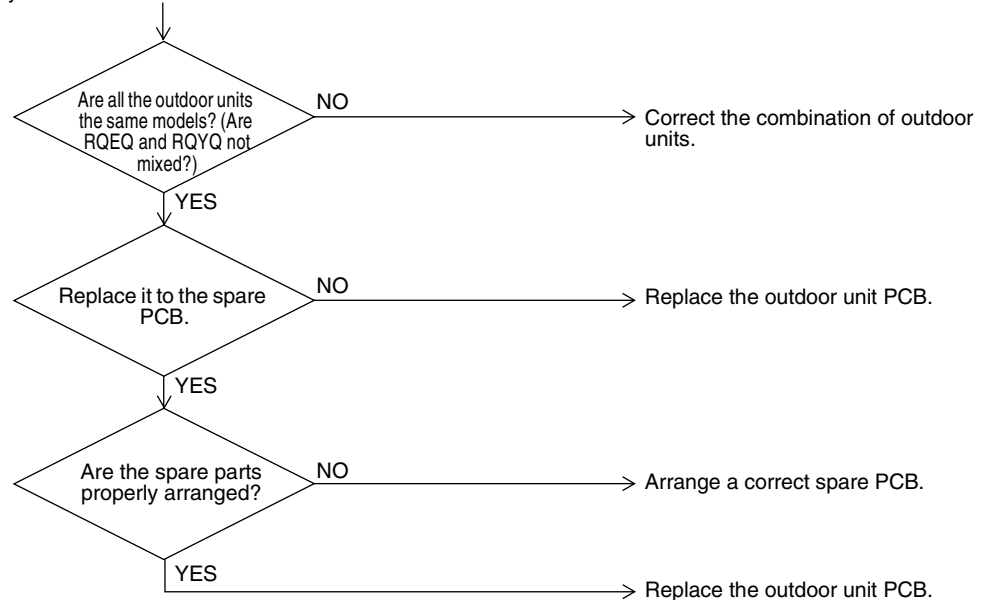 Are all the outdoor units
the same models? (Are
RQEQ and RQYQ not
mixed?)
NO
Correct the combination of outdoor
units.
YES
Replace it to the spare
PCB.
NO
Replace the outdoor unit PCB.
YES
Are the spare parts
properly arranged?
NO
Arrange a correct spare PCB.
YES
Replace the outdoor unit PCB.